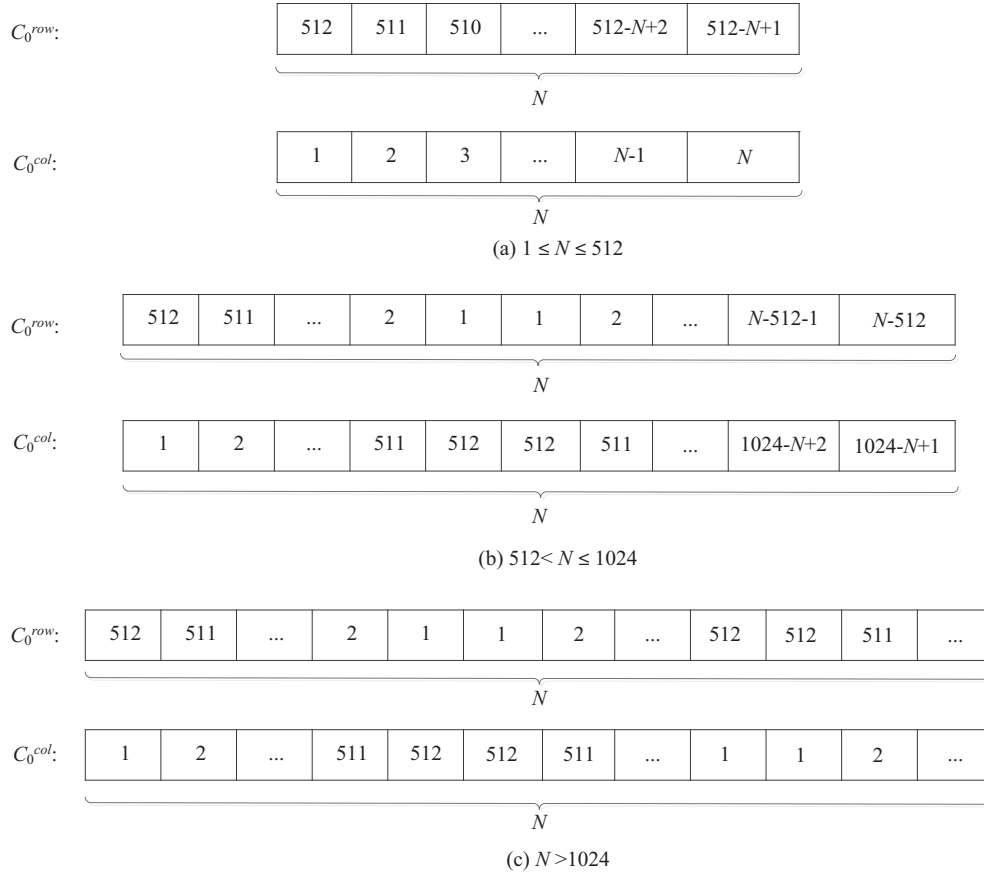 C₀ʳᵒʷ: 512 511 510 ... 512-N+2 512-N+1
N
C₀ᶜᵒˡ: 1 2 3 ... N-1 N
N
(a) 1 ≤ N ≤ 512
C₀ʳᵒʷ: 512 511 ... 2 1 1 2 ... N-512-1 N-512
N
C₀ᶜᵒˡ: 1 2 ... 511 512 512 511 ... 1024-N+2 1024-N+1
N
(b) 512< N ≤ 1024
C₀ʳᵒʷ: 512 511 ... 2 1 1 2 ... 512 512 511 ...
N
C₀ᶜᵒˡ: 1 2 ... 511 512 512 511 ... 1 1 2 ...
N
(c) N >1024